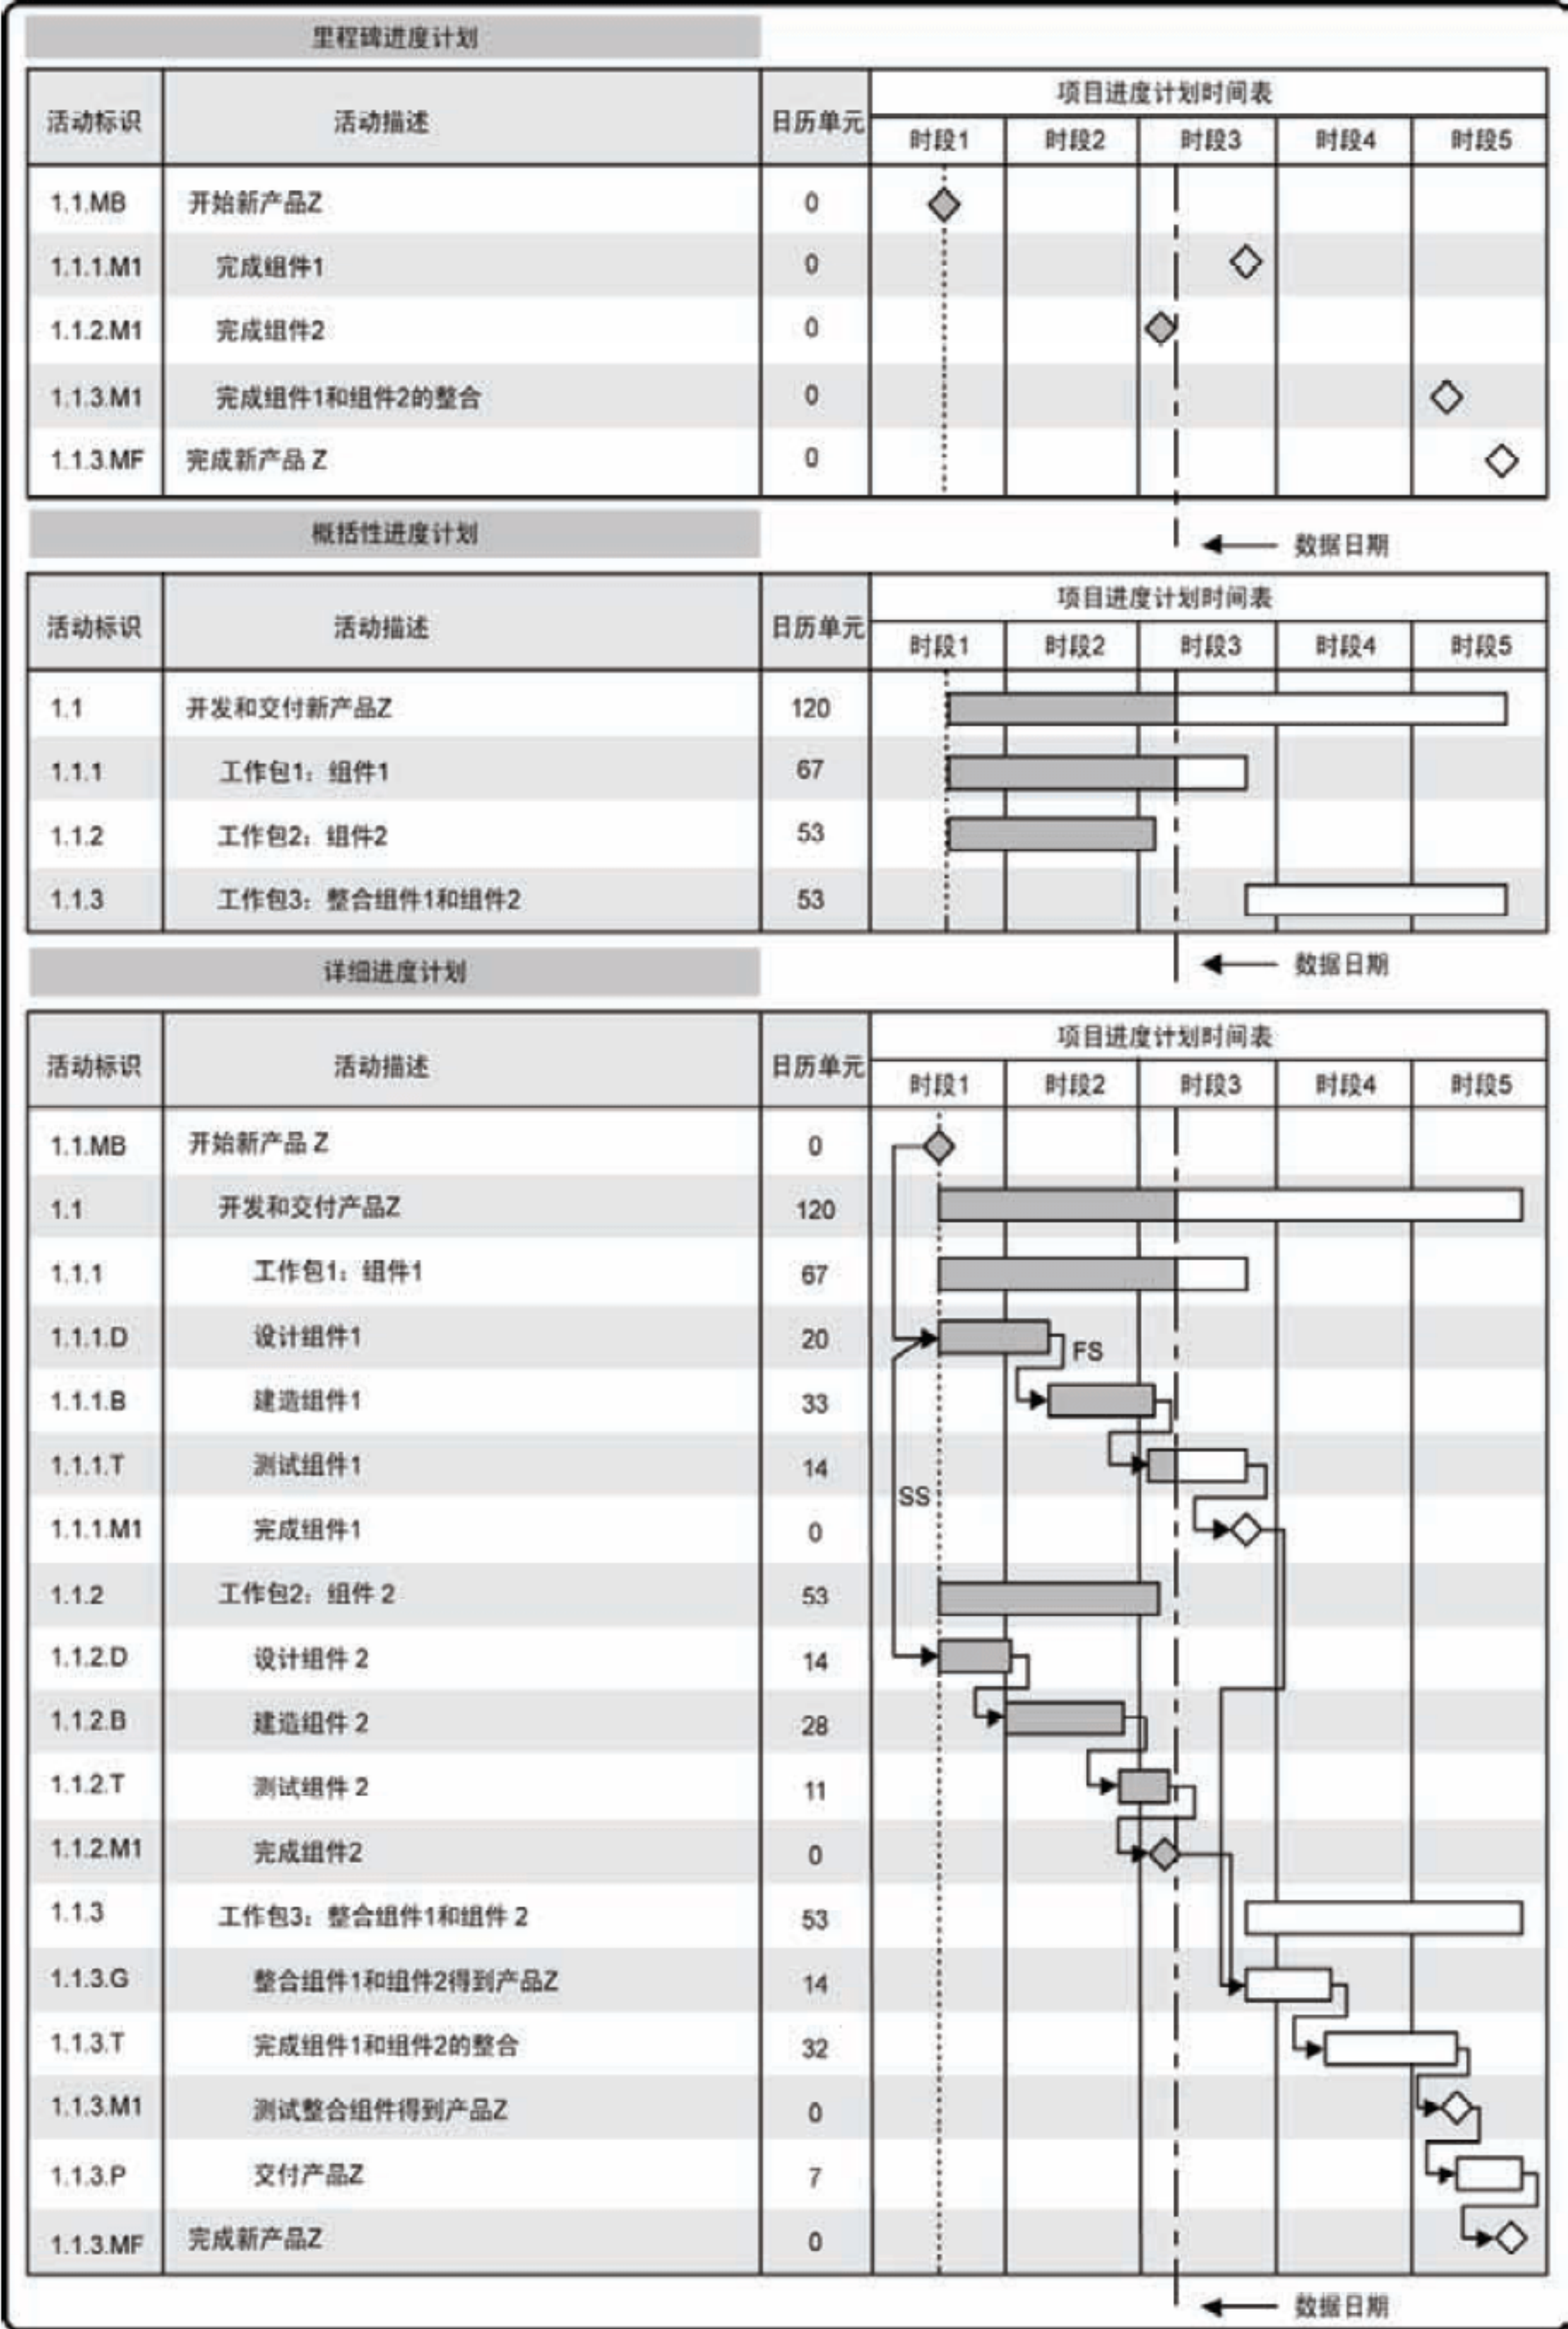 里程碑进度计划
活动标识 活动描述 日历单元 项目进度计划时间表
时段1 时段2 时段3 时段4 时段5
1.1.MB 开始新产品Z 0
1.1.1.M1 完成组件1 0
1.1.2.M1 完成组件2 0
1.1.3.M1 完成组件1和组件2的整合 0
1.1.3.MF 完成新产品 Z 0
概括性进度计划
数据日期
活动标识 活动描述 日历单元 项目进度计划时间表
时段1 时段2 时段3 时段4 时段5
1.1 开发和交付新产品Z 120
1.1.1 工作包1：组件1 67
1.1.2 工作包2：组件2 53
1.1.3 工作包3：整合组件1和组件2 53
详细进度计划
数据日期
活动标识 活动描述 日历单元 项目进度计划时间表
时段1 时段2 时段3 时段4 时段5
1.1.MB 开始新产品 Z 0
1.1 开发和交付产品Z 120
1.1.1 工作包1：组件1 67
1.1.1.D 设计组件1 20 FS
1.1.1.B 建造组件1 33
1.1.1.T 测试组件1 14
SS
1.1.1.M1 完成组件1 0
1.1.2 工作包2：组件 2 53
1.1.2.D 设计组件 2 14
1.1.2.B 建造组件 2 28
1.1.2.T 测试组件 2 11
1.1.2.M1 完成组件2 0
1.1.3 工作包3：整合组件1和组件 2 53
1.1.3.G 整合组件1和组件2得到产品Z 14
1.1.3.T 完成组件1和组件2的整合 32
1.1.3.M1 测试整合组件得到产品Z 0
1.1.3.P 交付产品Z 7
1.1.3.MF 完成新产品Z 0
数据日期